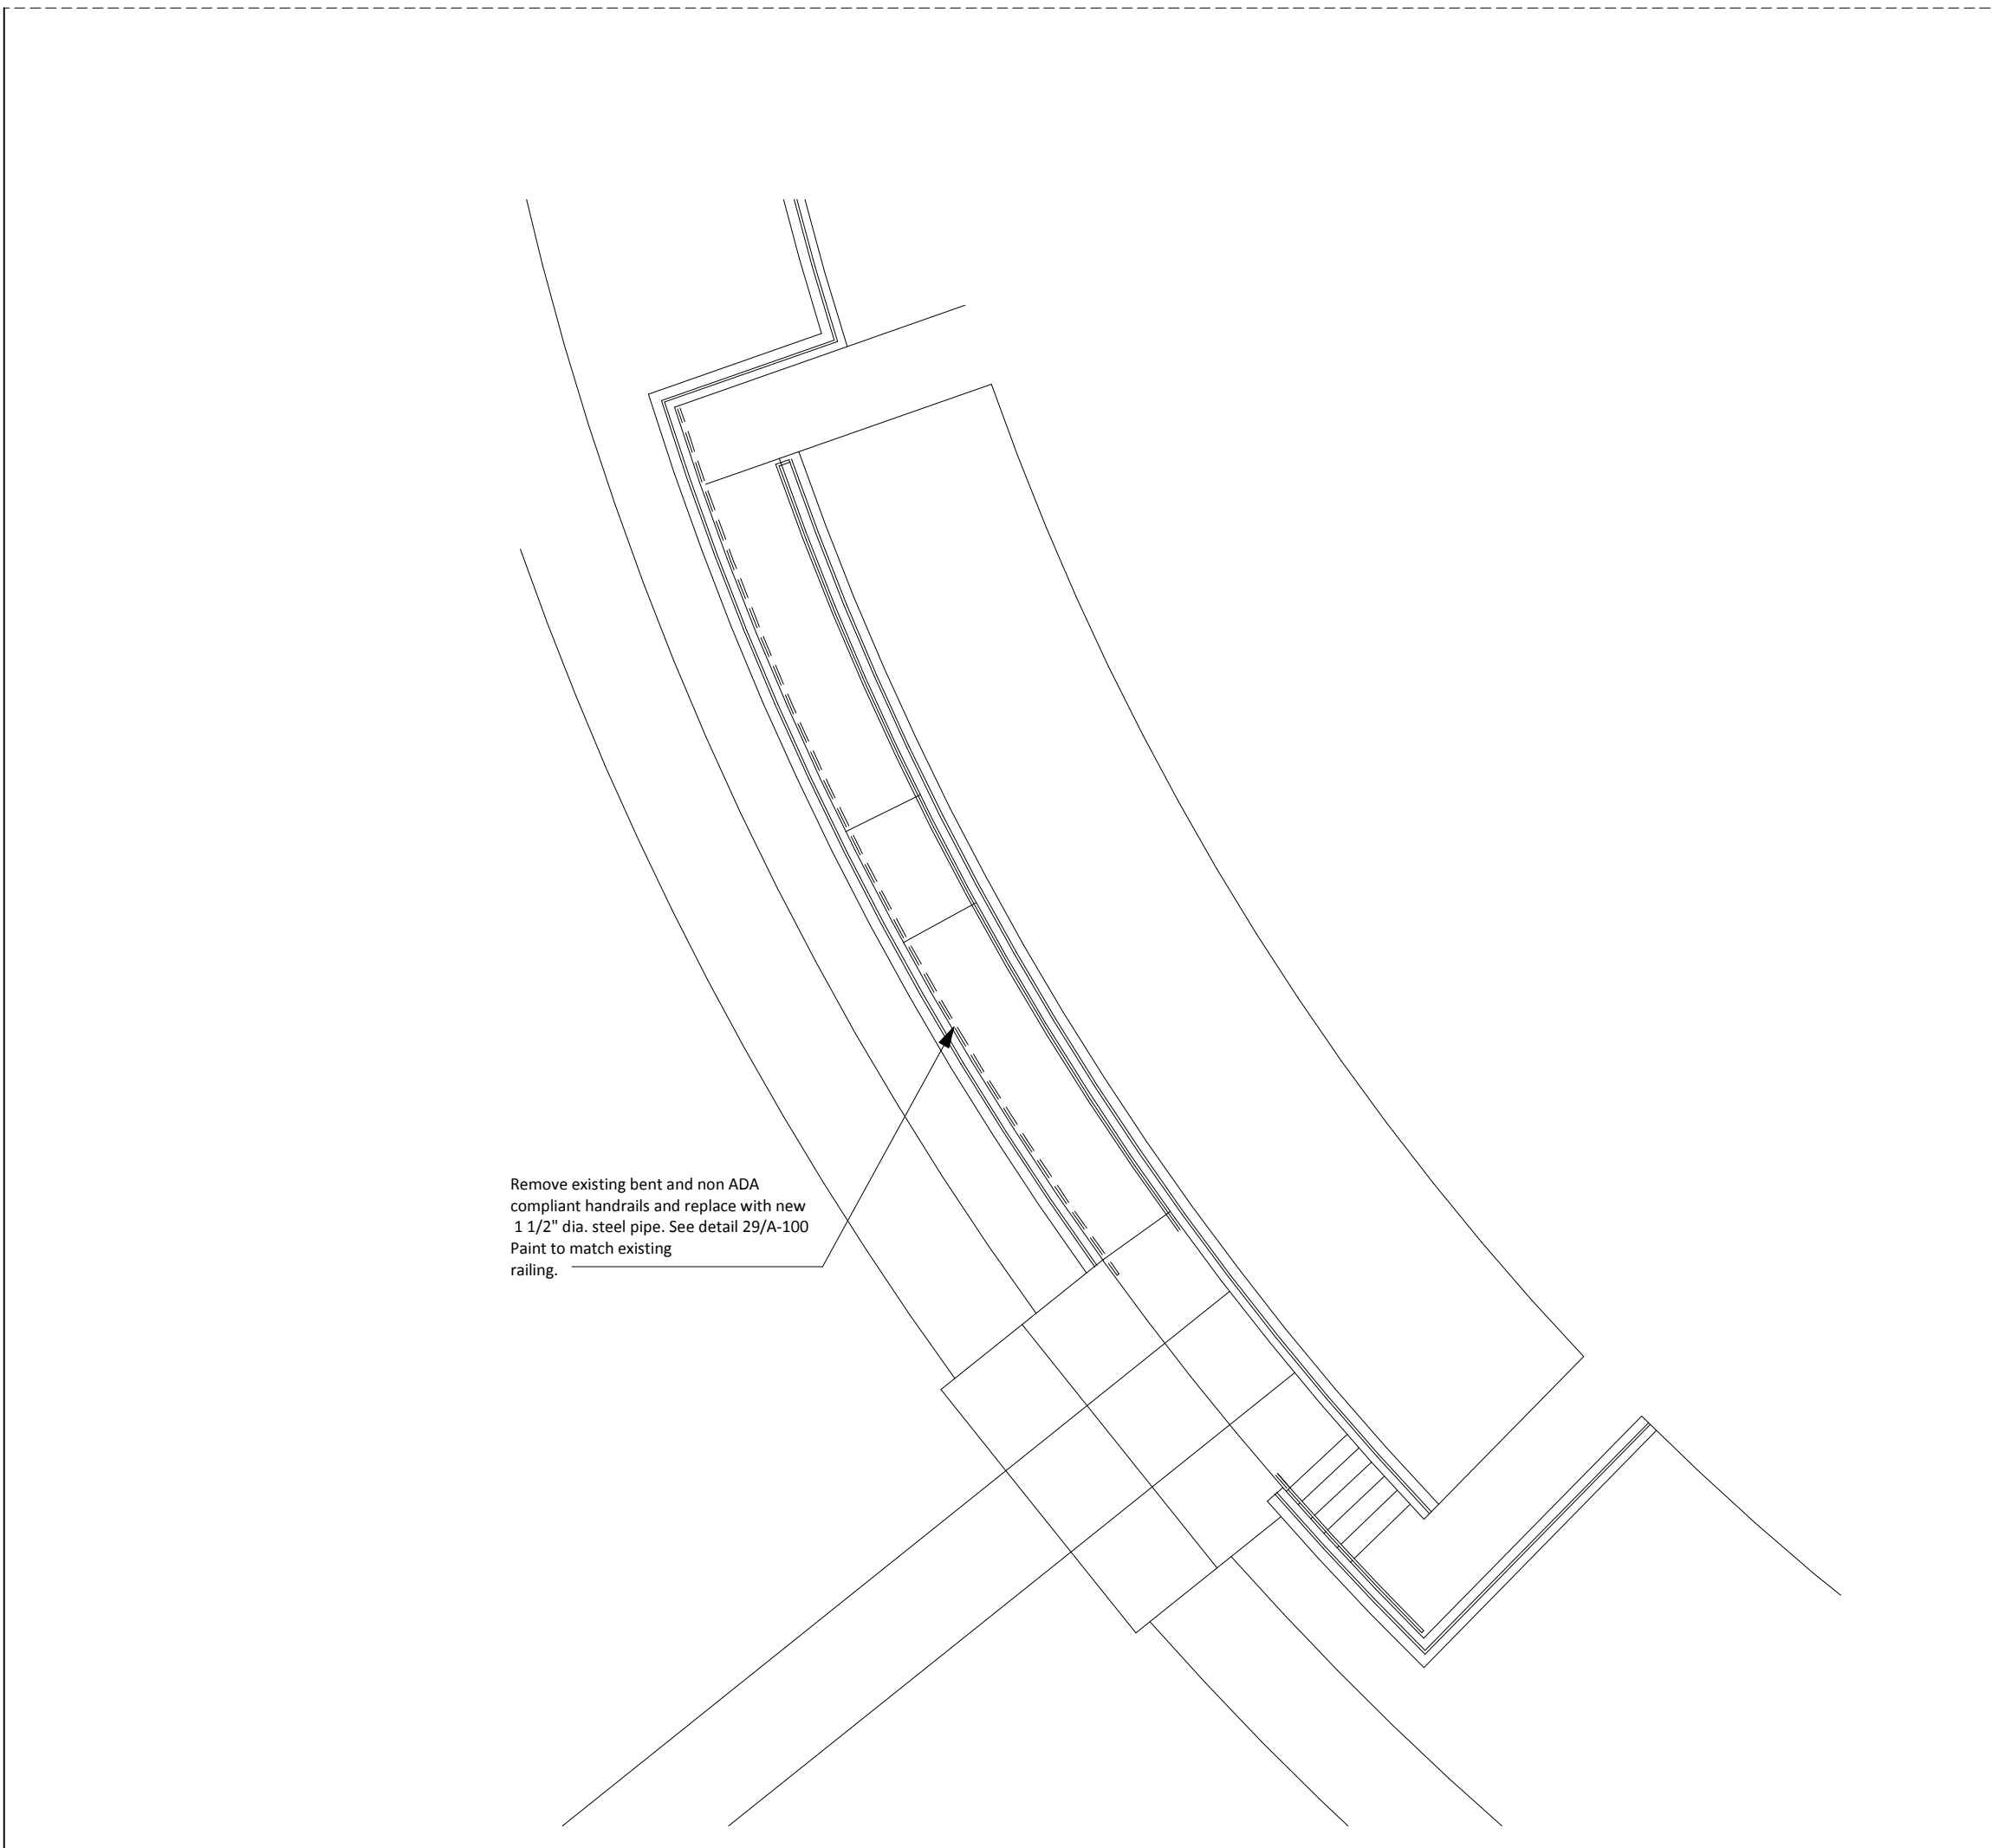 Remove existing bent and non ADA
compliant handrails and replace with new
1 1/2" dia. steel pipe. See detail 29/A-100
Paint to match existing
railing.